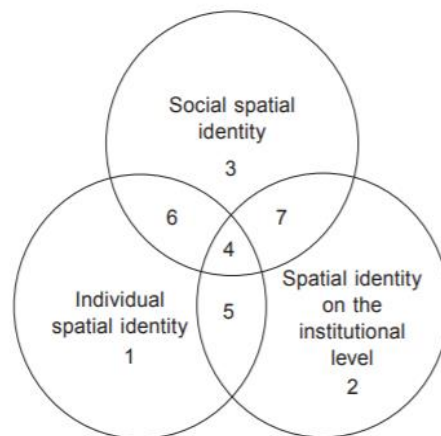 Social spatial
identity
3
6
7
4
Individual
spatial identity
1
5
Spatial identity
on the
institutional
level
2